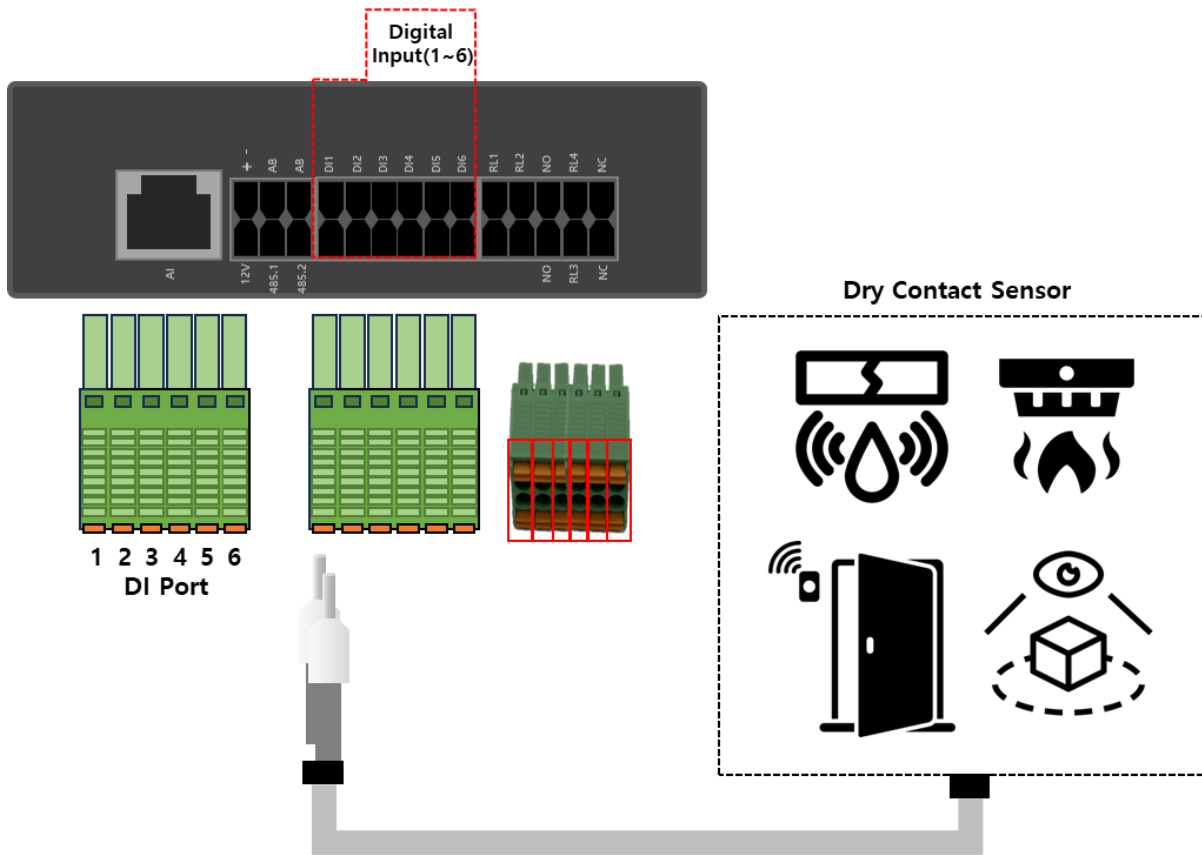 Digital
Input(1~6)
+ -
AB
AB
DI1
DI2
DI3
DI4
DI5
DI6
RL1
RL2
NO
RL4
NC
AI
12V
485.1
485.2
NO
RL3
NC
Dry Contact Sensor
1 2 3 4 5 6
DI Port